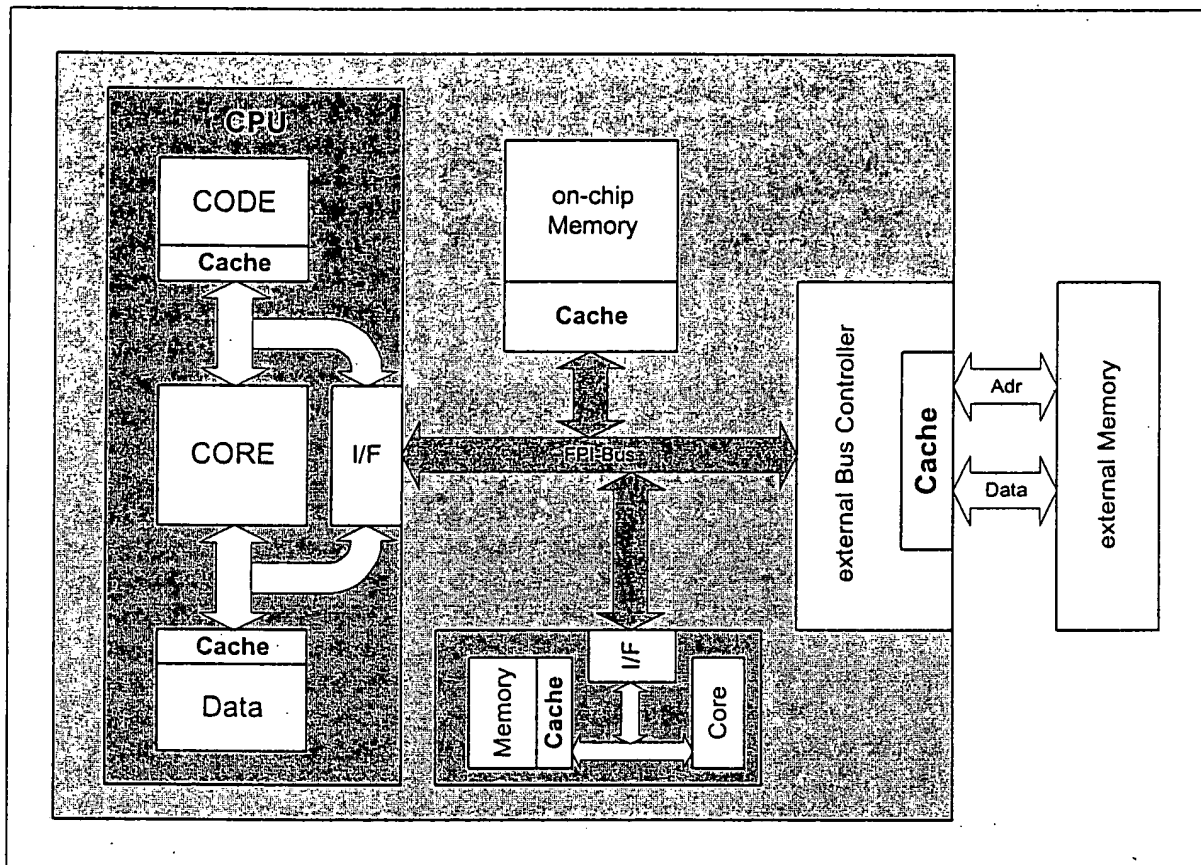 CPU
CODE
Cache
CORE
I/F
Cache
Data
on-chip
Memory
Cache
FPI-Bus
I/F
Memory
Cache
Core
external Bus Controller
Cache
Adr
Data
external Memory